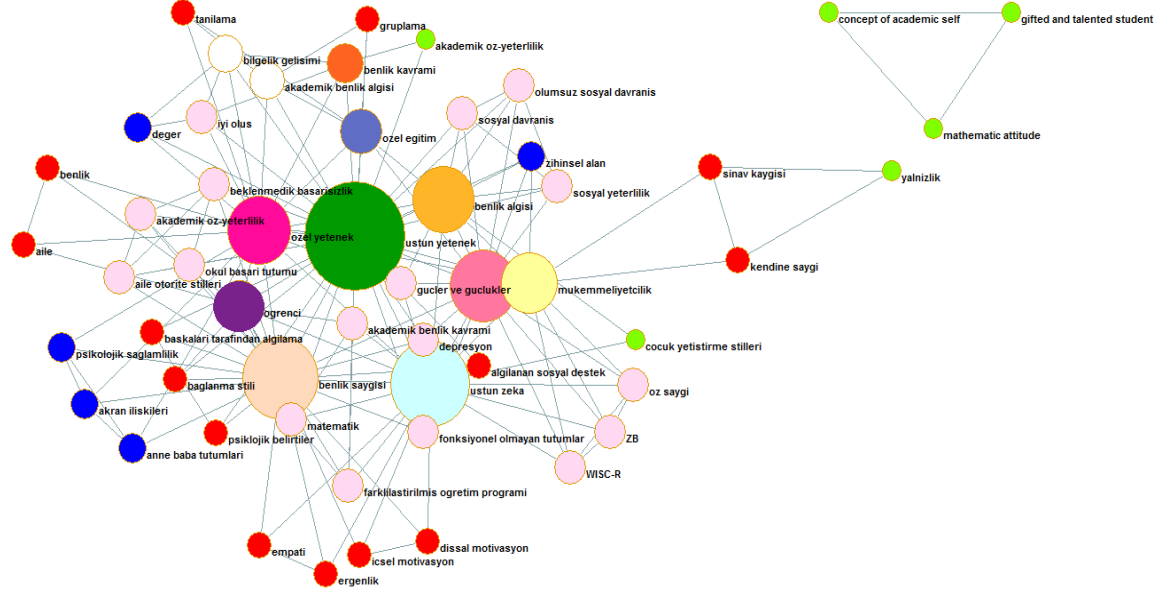 tanilama
gruplama
concept of academic self
gifted and talented student
akademik oz-yeterlilik
bilgelik gelisimi
benlik kavrami
akademik benlik algisi
olumsuz sosyal davranis
iyi olus
sosyal davranis
deger
ozel egitim
mathematic attitude
zihinsel alan
benlik
sinav kaygisi
yalnizlik
beklenmedik basarisizlik
sosyal yeterlilik
benlik algisi
akademik oz-yeterlilik
ozel yetenek
ustun yetenek
aile
kendine saygi
okul basari tutumu
aile otorite stilleri
gucler ve guclukler
mukemmeliyetcilik
ogrenci
akademik benlik kavrami
baskalari tarafindan algilama
depresyon
cocuk yetistirme stilleri
psikolojik saglamlilik
algilanan sosyal destek
baglanma stili
benlik saygisi
ustun zeka
oz saygi
akran iliskileri
matematik
psiklojik belirtiler
fonksiyonel olmayan tutumlar
ZB
anne baba tutumlari
WISC-R
farklilastirilmis ogretim programi
empati
dissal motivasyon
icsel motivasyon
ergenlik